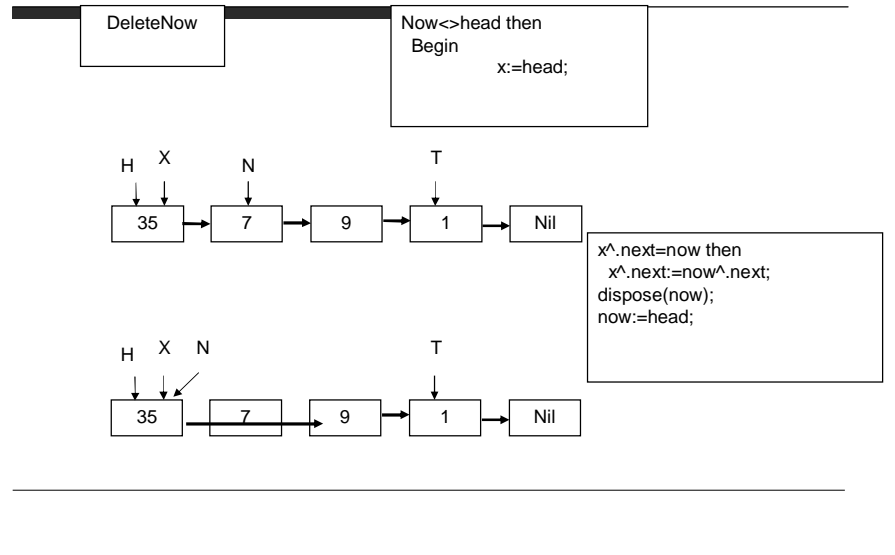 DeleteNow
Now<>head then
Begin
x:=head;
H X N T
35 7 9 1 Nil
x^.next=now then
x^.next:=now^.next;
dispose(now);
now:=head;
H X N T
35 7 9 1 Nil